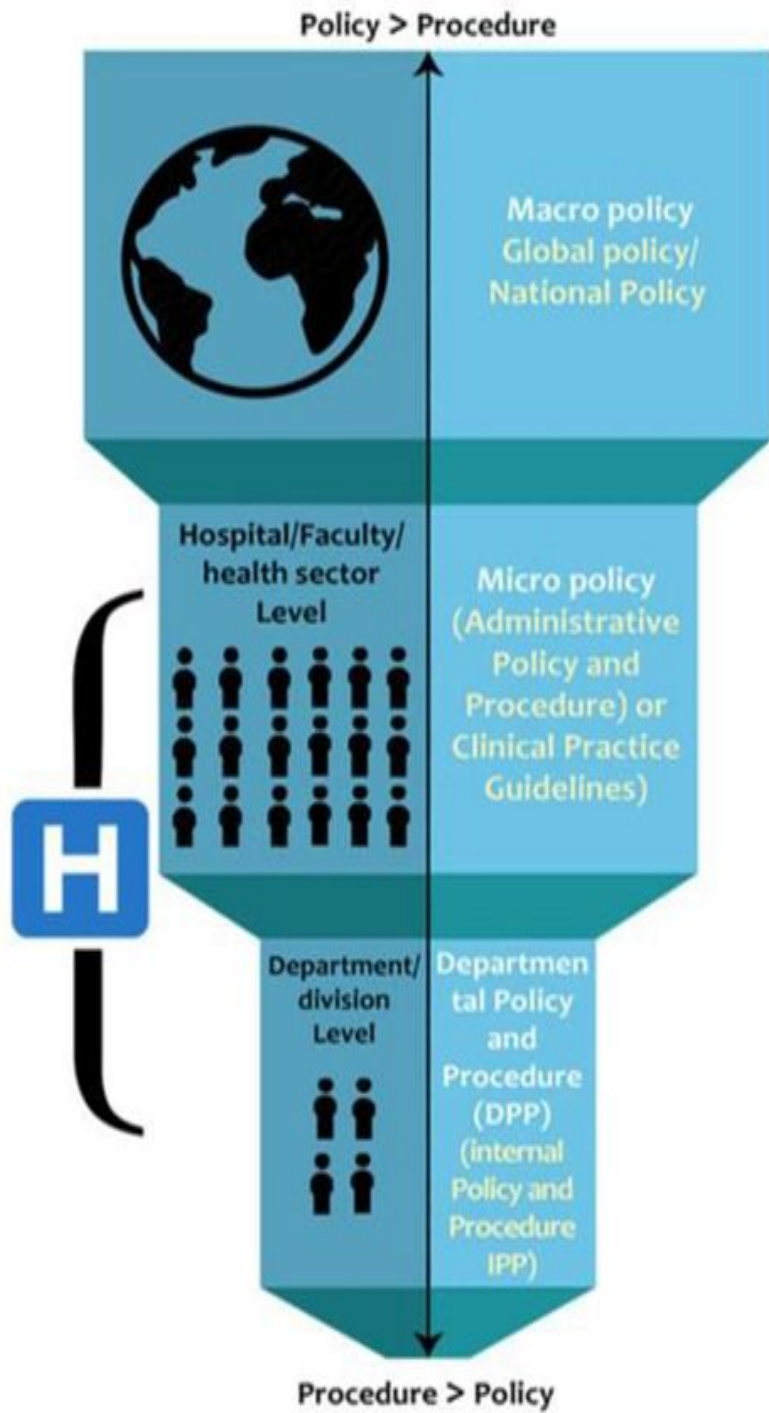 Policy > Procedure
Macro policy
Global policy/
National Policy
Hospital/Faculty/
health sector
Level
Micro policy
(Administrative
Policy and
Procedure) or
Clinical Practice
Guidelines)
H
Department/
division
Level
Departmen
tal Policy
and
Procedure
(DPP)
(internal
Policy and
Procedure
IPP)
Procedure > Policy